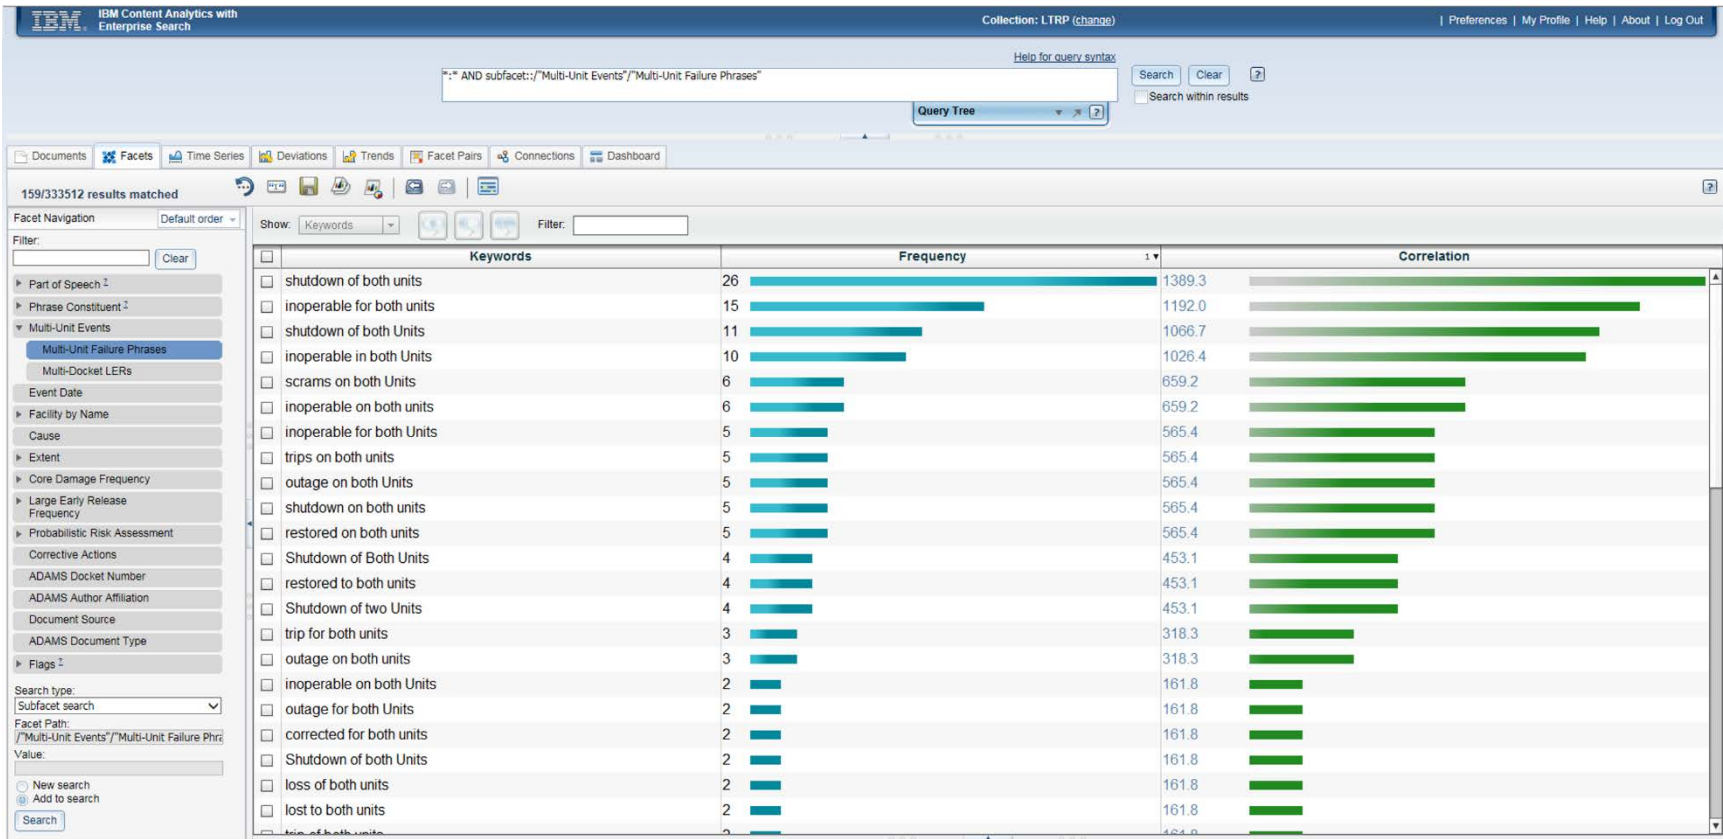 IBM
IBM Content Analytics with
Enterprise Search
Collection: LTRP (change)
| Preferences | My Profile | Help | About | Log Out
Help for query syntax
*:* AND subfacet::/"Multi-Unit Events"/"Multi-Unit Failure Phrases"
Search Clear ?
Search within results
Query Tree ?
Documents Facets Time Series Deviations Trends Facet Pairs Connections Dashboard
159/333512 results matched
?
Facet Navigation Default order
Show: Keywords Filter:
Filter:
Clear
Keywords Frequency 1 Correlation
Part of Speech ?
Phrase Constituent ?
Multi-Unit Events
Multi-Unit Failure Phrases
Multi-Docket LERs
Event Date
Facility by Name
Cause
Extent
Core Damage Frequency
Large Early Release
Frequency
Probabilistic Risk Assessment
Corrective Actions
ADAMS Docket Number
ADAMS Author Affiliation
Document Source
ADAMS Document Type
Flags ?
Search type:
Subfacet search
Facet Path:
/"Multi-Unit Events"/"Multi-Unit Failure Phra
Value:
New search
Add to search
Search
shutdown of both units 26 1389.3
inoperable for both units 15 1192.0
shutdown of both Units 11 1066.7
inoperable in both Units 10 1026.4
scrams on both Units 6 659.2
inoperable on both units 6 659.2
inoperable for both Units 5 565.4
trips on both units 5 565.4
outage on both Units 5 565.4
shutdown on both units 5 565.4
restored on both units 5 565.4
Shutdown of Both Units 4 453.1
restored to both units 4 453.1
Shutdown of two Units 4 453.1
trip for both units 3 318.3
outage on both units 3 318.3
inoperable on both Units 2 161.8
outage for both Units 2 161.8
corrected for both units 2 161.8
Shutdown of both Units 2 161.8
loss of both units 2 161.8
lost to both units 2 161.8